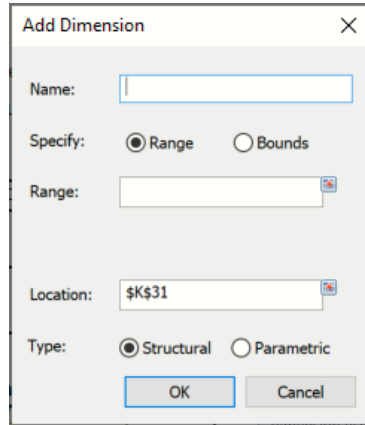 Add Dimension
Name:
Specify: Range Bounds
Range:
Location: $K$31
Type: Structural Parametric
OK Cancel